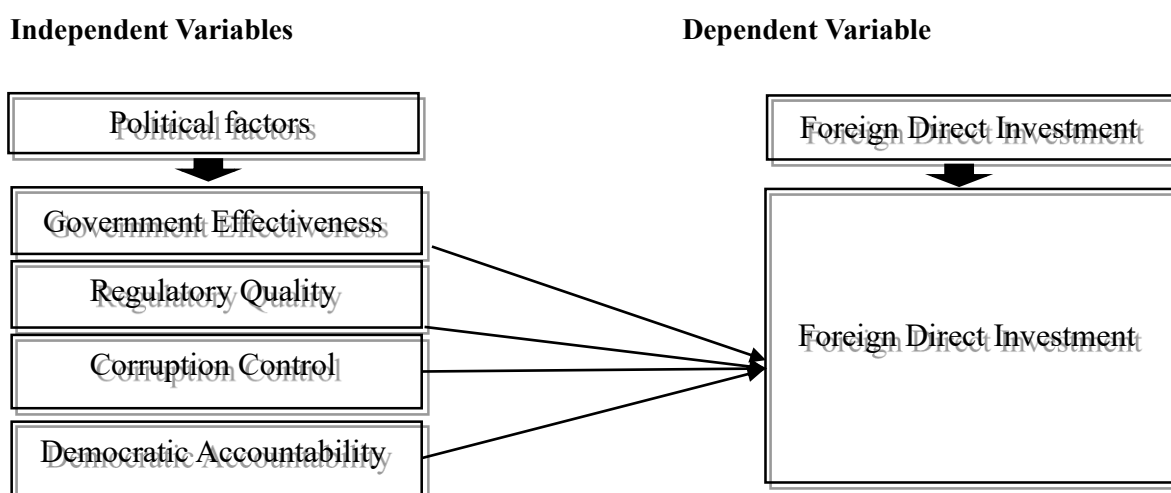 Independent Variables
Dependent Variable
Political factors
Foreign Direct Investment
Government Effectiveness
Regulatory Quality
Corruption Control
Democratic Accountability
Foreign Direct Investment